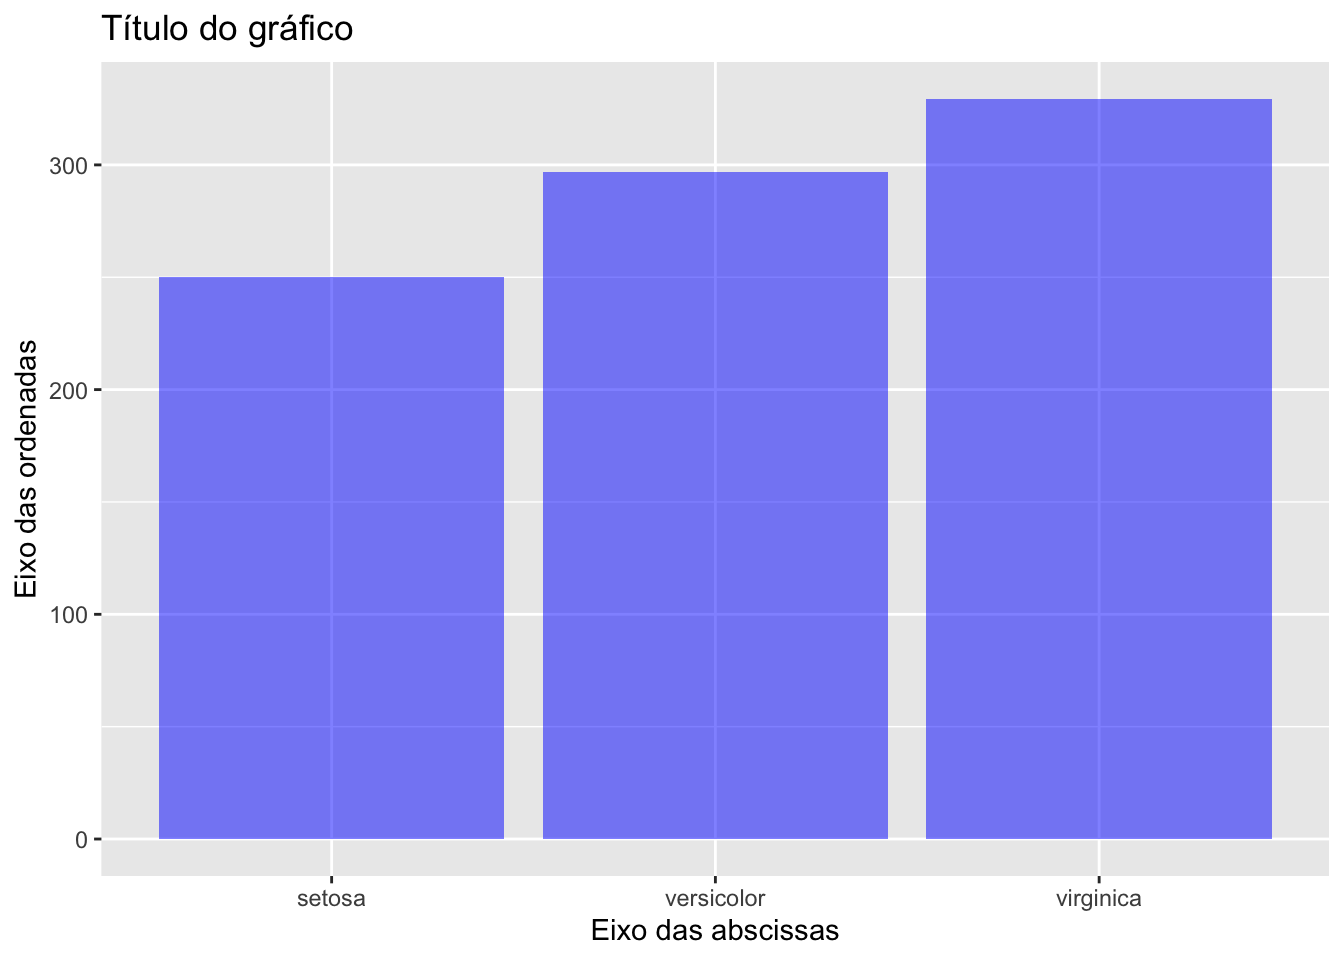 Título do gráfico
Eixo das ordenadas
300
200
100
0
setosa versicolor virginica
Eixo das abscissas